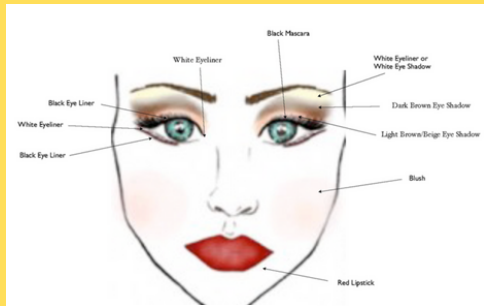 Black Mascara
White Eyeliner
White Eyeliner or
White Eye Shadow
Black Eye Liner
Dark Brown Eye Shadow
White Eyeliner
Light Brown/Beige Eye Shadow
Black Eye Liner
Blush
Red Lipstick